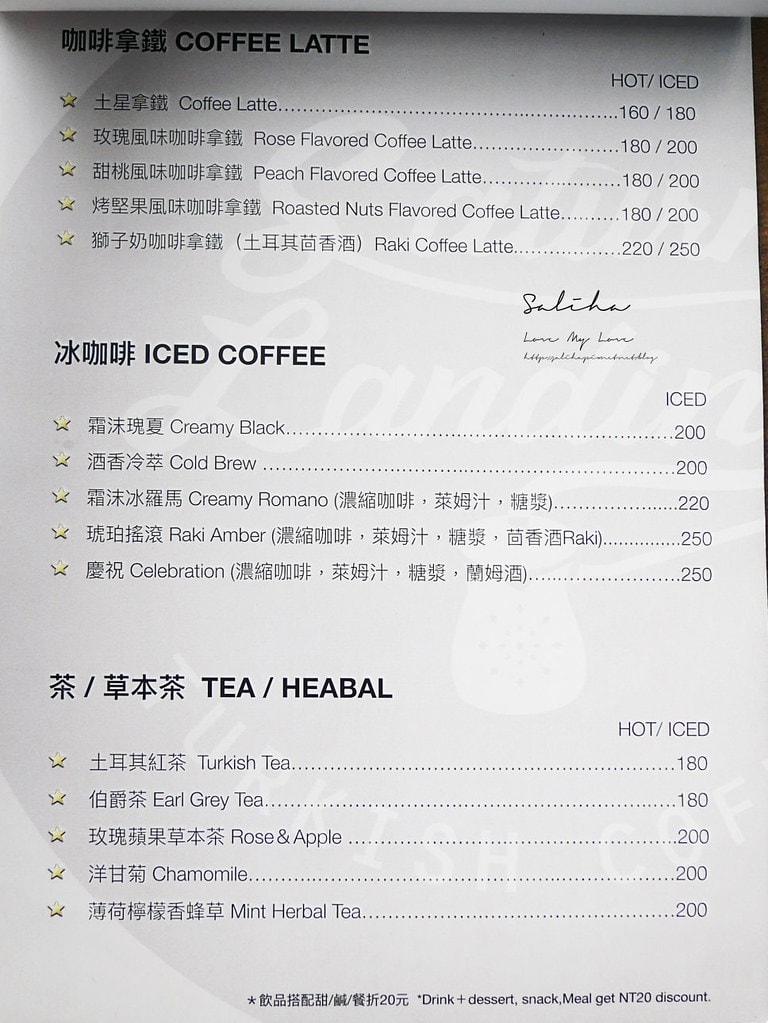 咖啡拿鐵 COFFEE LATTE
HOT/ ICED
土星拿鐵 Coffee Latte……………………………………..160 / 180
玫瑰風味咖啡拿鐵 Rose Flavored Coffee Latte………………180 / 200
甜桃風味咖啡拿鐵 Peach Flavored Coffee Latte………………180 / 200
烤堅果風味咖啡拿鐵 Roasted Nuts Flavored Coffee Latte………180 / 200
獅子奶咖啡拿鐵（土耳其茴香酒）Raki Coffee Latte………………220 / 250
Saliha
Love My Love
冰咖啡 ICED COFFEE
ICED
霜沫瑰夏 Creamy Black……………………………………………200
酒香冷萃 Cold Brew ………………………………………………200
霜沫冰羅馬 Creamy Romano (濃縮咖啡，萊姆汁，糖漿)………………220
琥珀搖滾 Raki Amber (濃縮咖啡，萊姆汁，糖漿，茴香酒Raki)...............250
慶祝 Celebration (濃縮咖啡，萊姆汁，糖漿，蘭姆酒)…………………250
茶 / 草本茶 TEA / HEABAL
HOT/ ICED
土耳其紅茶 Turkish Tea……………………………………………180
伯爵茶 Earl Grey Tea………………………………………………180
玫瑰蘋果草本茶 Rose＆Apple ……………………………………200
洋甘菊 Chamomile…………………………………………………200
薄荷檸檬香蜂草 Mint Herbal Tea…………………………………200
＊飲品搭配甜/鹹/餐折20元 *Drink＋dessert, snack,Meal get NT20 discount.